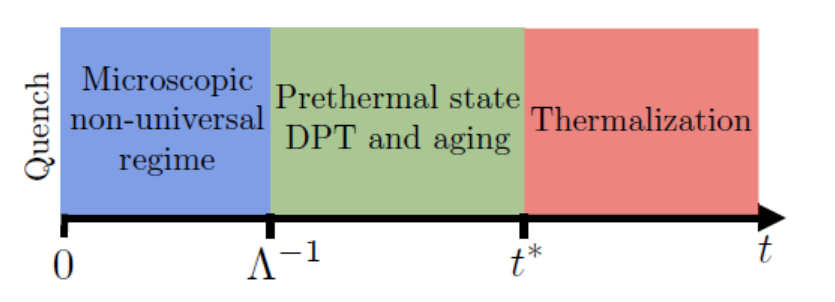 Quench
Microscopic
non-universal
regime
Prethermal state
DPT and aging
Thermalization
0
Λ⁻¹
t*
t